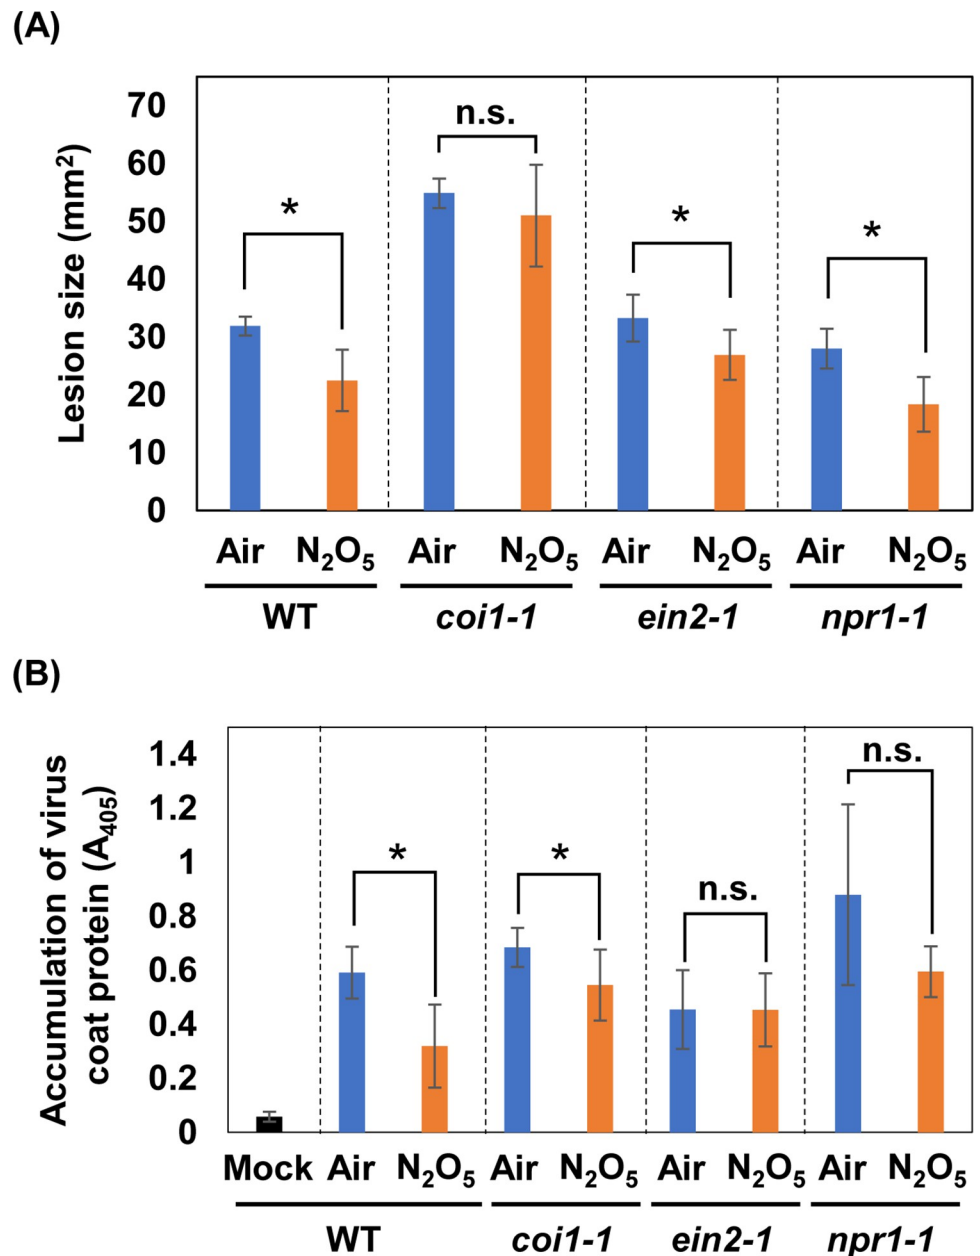 (A)
Lesion size (mm²)
70
60
50
40
30
20
10
0
*
n.s.
*
*
Air N₂O₅ Air N₂O₅ Air N₂O₅ Air N₂O₅
WT coi1-1 ein2-1 npr1-1
(B)
Accumulation of virus
coat protein (A₄₀₅)
1.4
1.2
1
0.8
0.6
0.4
0.2
0
*
*
n.s.
n.s.
Mock Air N₂O₅ Air N₂O₅ Air N₂O₅ Air N₂O₅
WT coi1-1 ein2-1 npr1-1